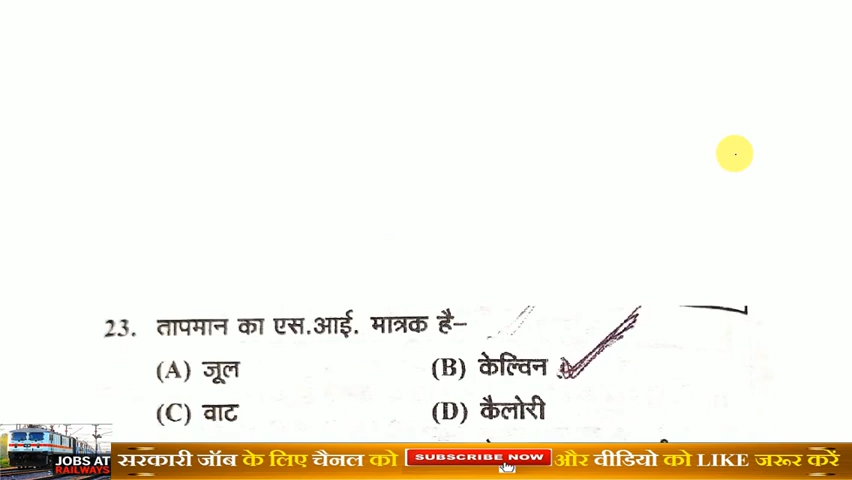 23. तापमान का एस.आई. मात्रक है–
(A) जूल (B) केल्विन
(C) वाट (D) कैलोरी
JOBS AT
RAILWAYS
सरकारी जॉब के लिए चैनल को SUBSCRIBE NOW और वीडियो को LIKE जरूर करें